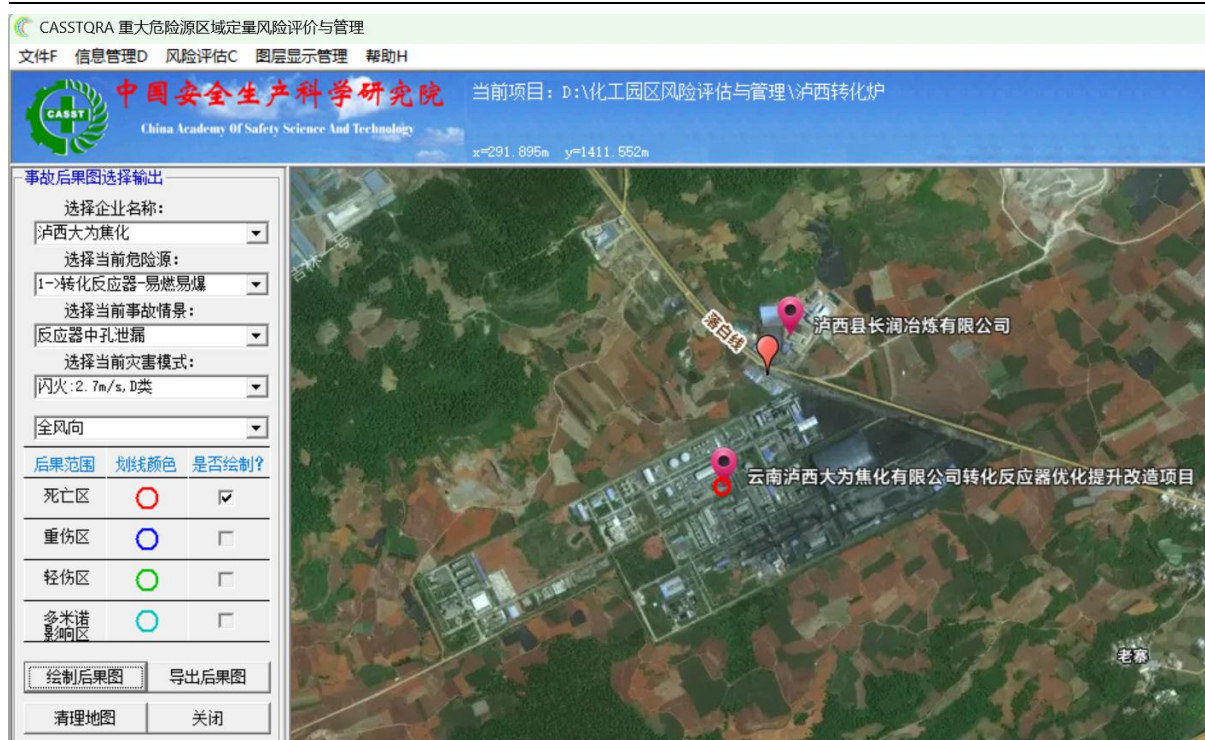 CASSTQRA 重大危险源区域定量风险评价与管理
文件F 信息管理D 风险评估C 图层显示管理 帮助H
CASST
中国安全生产科学研究院
China Academy Of Safety Science And Technology
当前项目: D:\化工园区风险评估与管理\泸西转化炉
x=291.895m y=1411.552m
事故后果图选择输出
选择企业名称:
泸西大为焦化
选择当前危险源:
1->转化反应器-易燃易爆
选择当前事故情景:
反应器中孔泄漏
选择当前灾害模式:
闪火:2.7m/s,D类
全风向
后果范围 划线颜色 是否绘制?
死亡区
重伤区
轻伤区
多米诺
影响区
绘制后果图 导出后果图
清理地图 关闭
落白线
泸西县长润冶炼有限公司
云南泸西大为焦化有限公司转化反应器优化提升改造项目
老寨